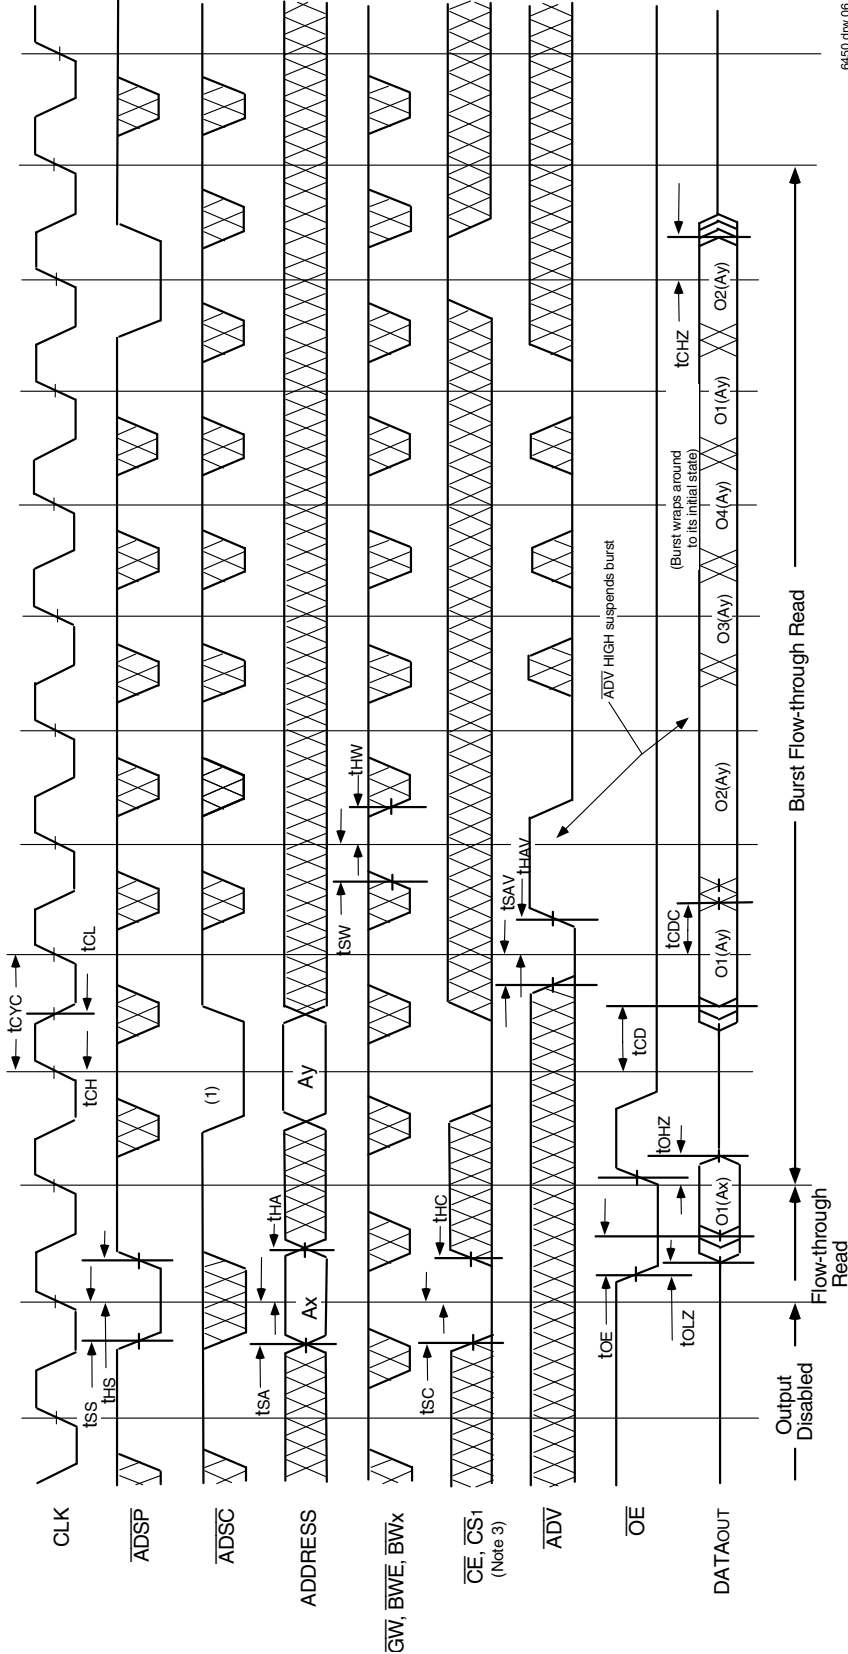 6450 drw 06
tCYC
tCH
tCL
tSS
tHS
(1)
tSA
tHA
Ax
Ay
tSW
tHW
tSC
tHC
tSAV
tHAV
ADV HIGH suspends burst
tOE
tOHZ
tOLZ
tCD
tCDC
tCHZ
(Burst wraps around
to its initial state)
O1(Ax)
O1(Ay)
O2(Ay)
O3(Ay)
O4(Ay)
O1(Ay)
O2(Ay)
CLK
ADSP
ADSC
ADDRESS
GW, BWE, BWx
CE, CS1
(Note 3)
ADV
OE
DATAOUT
Output
Disabled
Flow-through
Read
Burst Flow-through Read